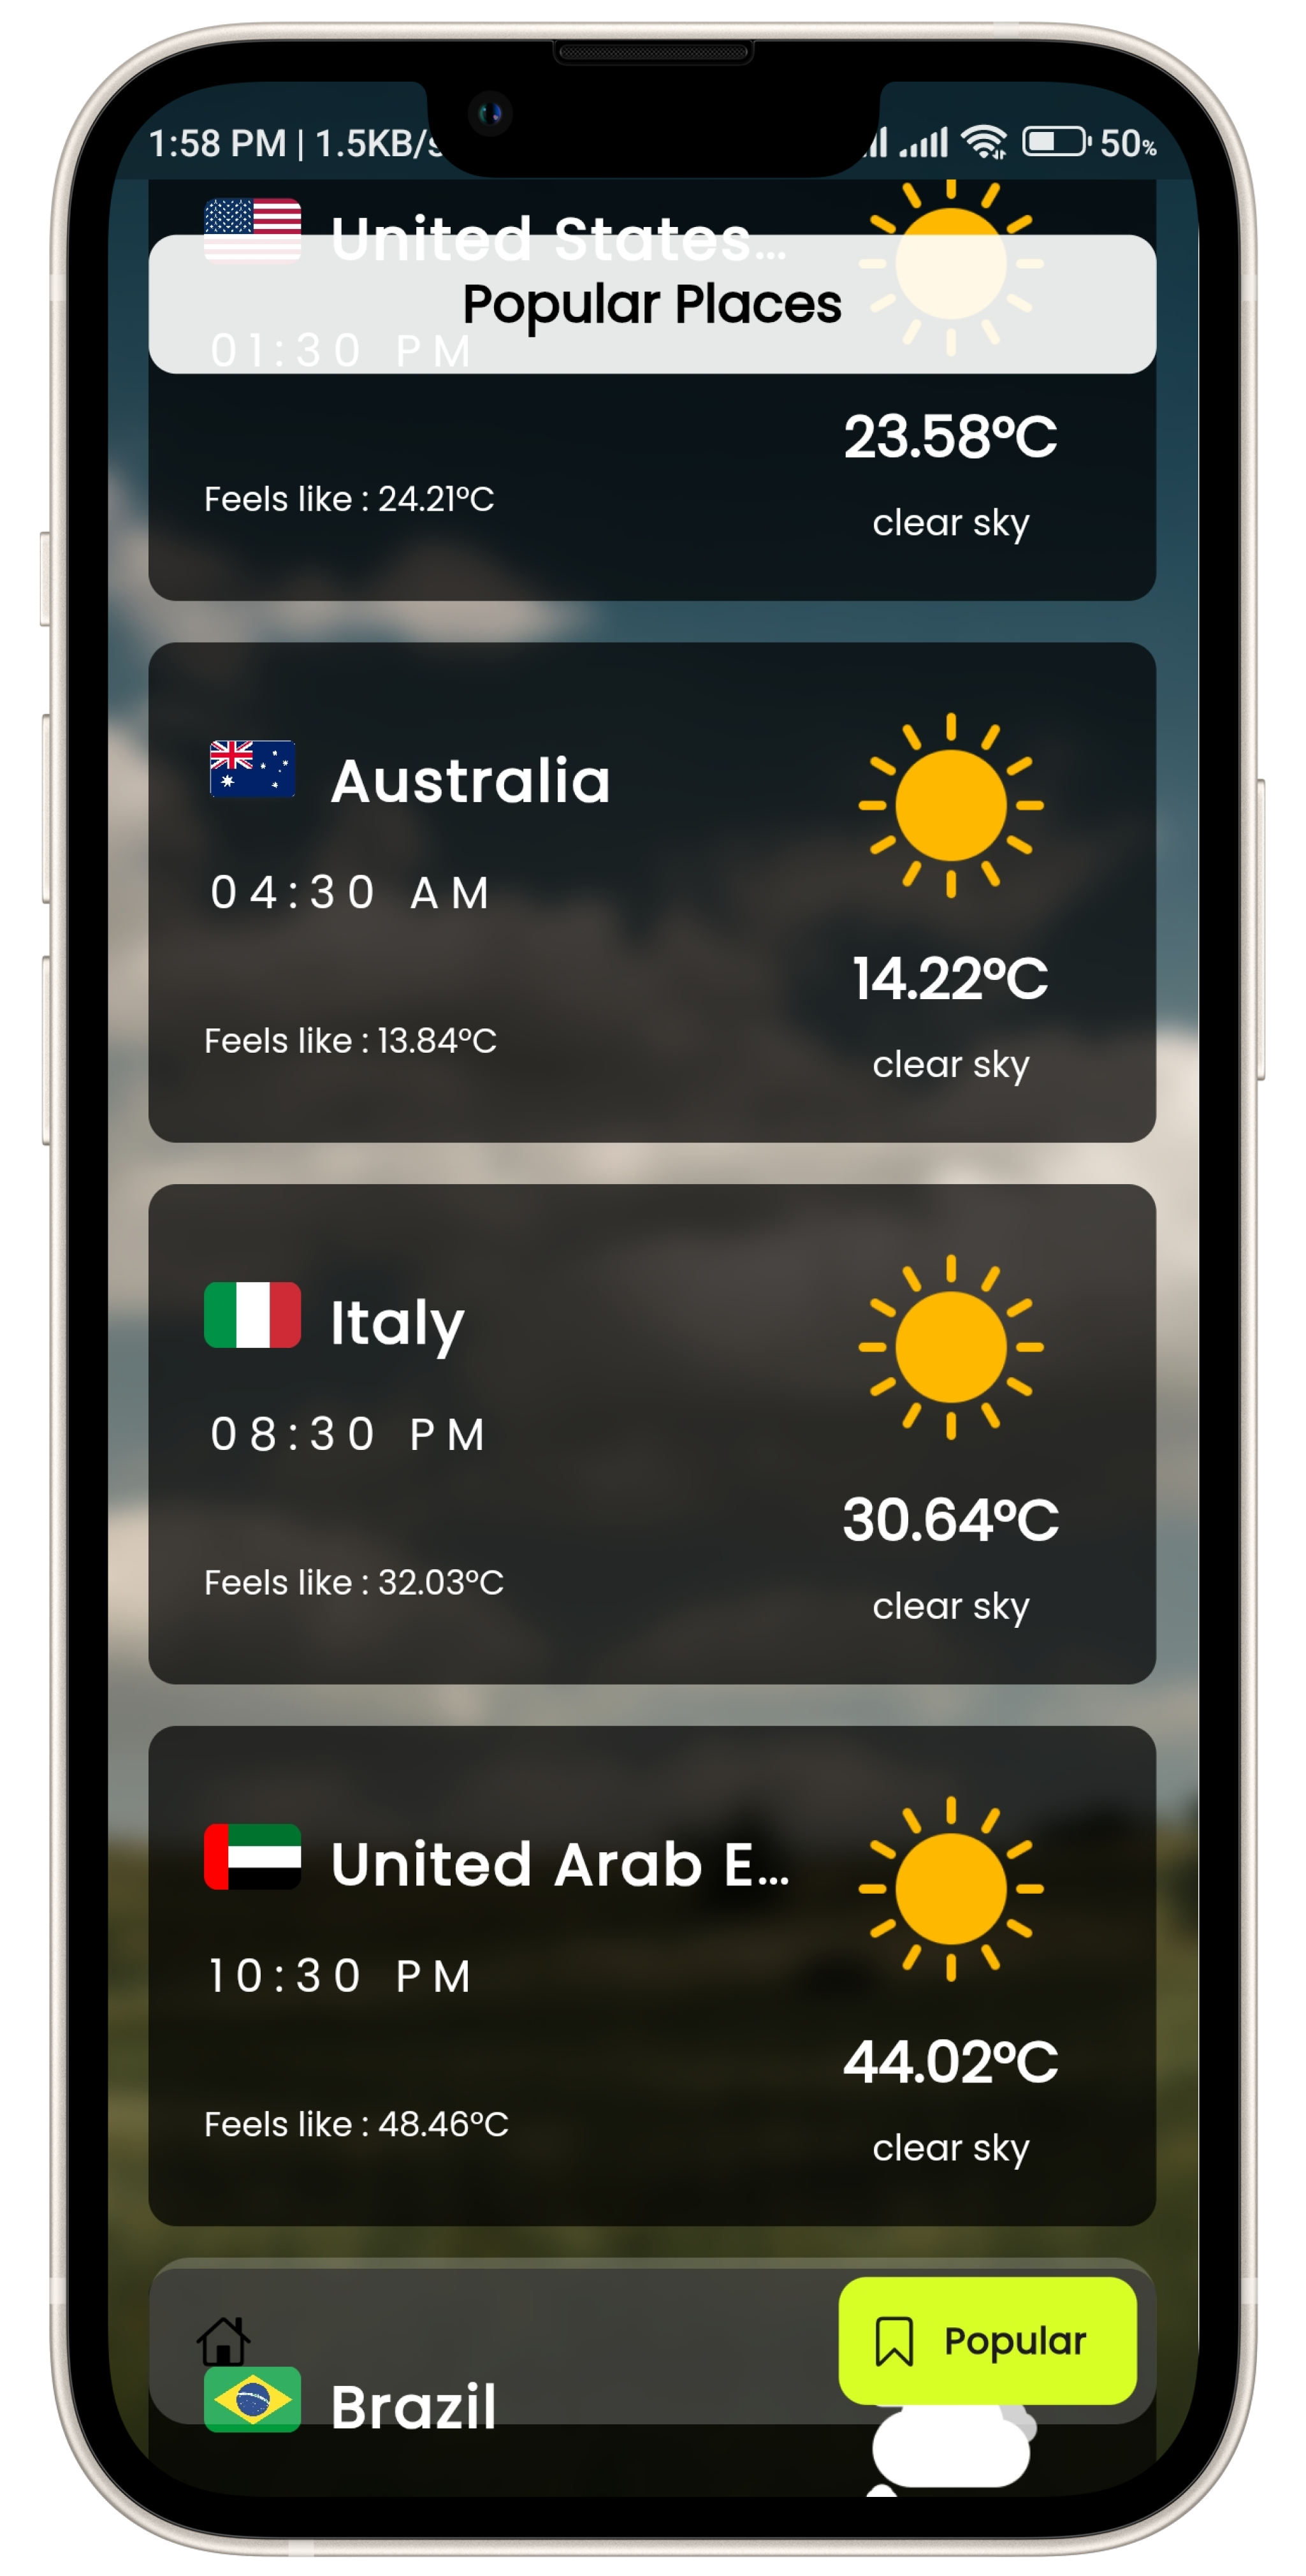 1:58 PM | 1.5KB/s
50%
United States...
Popular Places
01:30 PM
23.58°C
Feels like : 24.21°C
clear sky
Australia
04:30 AM
14.22°C
Feels like : 13.84°C
clear sky
Italy
08:30 PM
30.64°C
Feels like : 32.03°C
clear sky
United Arab E...
10:30 PM
44.02°C
Feels like : 48.46°C
clear sky
Popular
Brazil